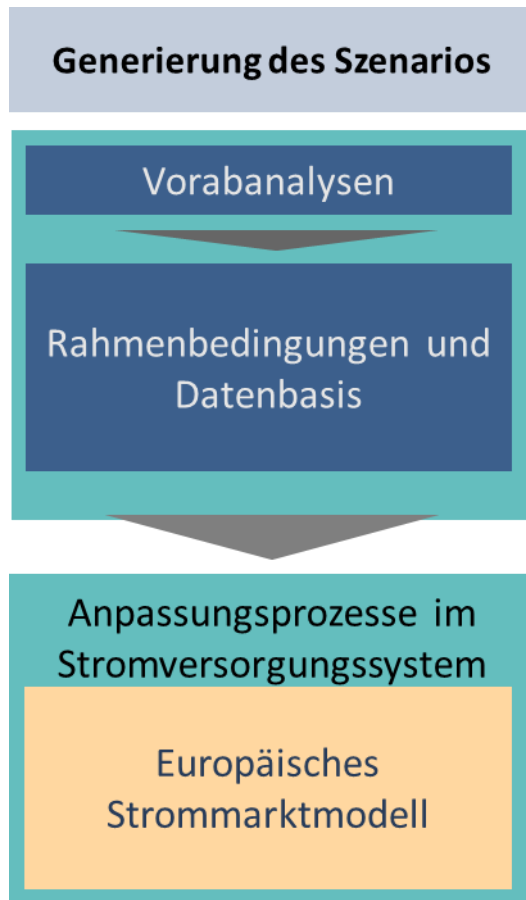 Generierung des Szenarios
Vorabanalysen
Rahmenbedingungen und
Datenbasis
Anpassungsprozesse im
Stromversorgungssystem
Europäisches
Strommarktmodell